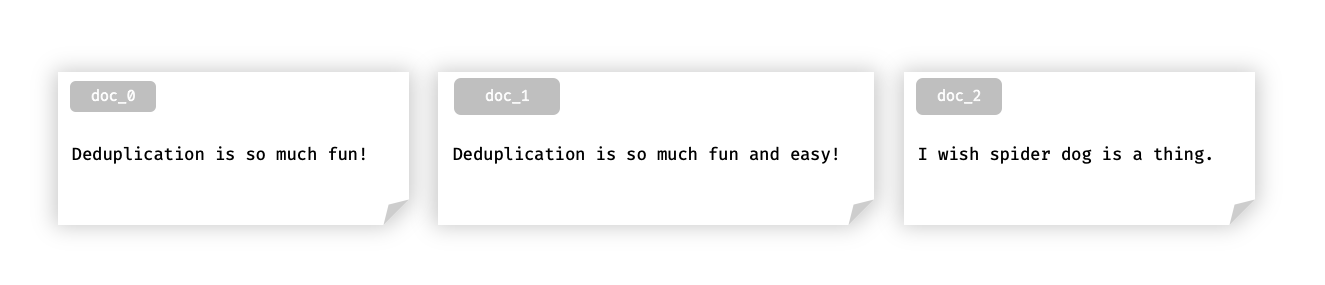 doc_0
Deduplication is so much fun!
doc_1
Deduplication is so much fun and easy!
doc_2
I wish spider dog is a thing.